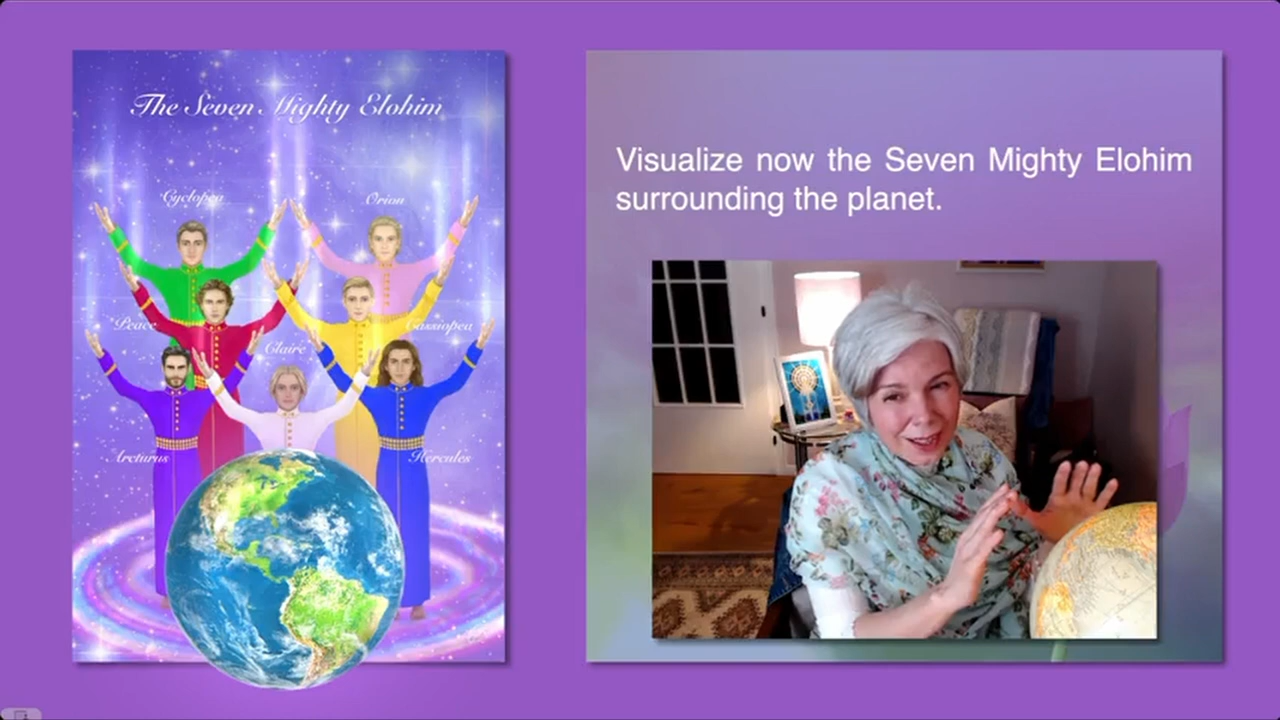 The Seven Mighty Elohim
Cyclopea
Orion
Peace
Cassiopea
Claire
Arcturus
Hercules
Visualize now the Seven Mighty Elohim
surrounding the planet.